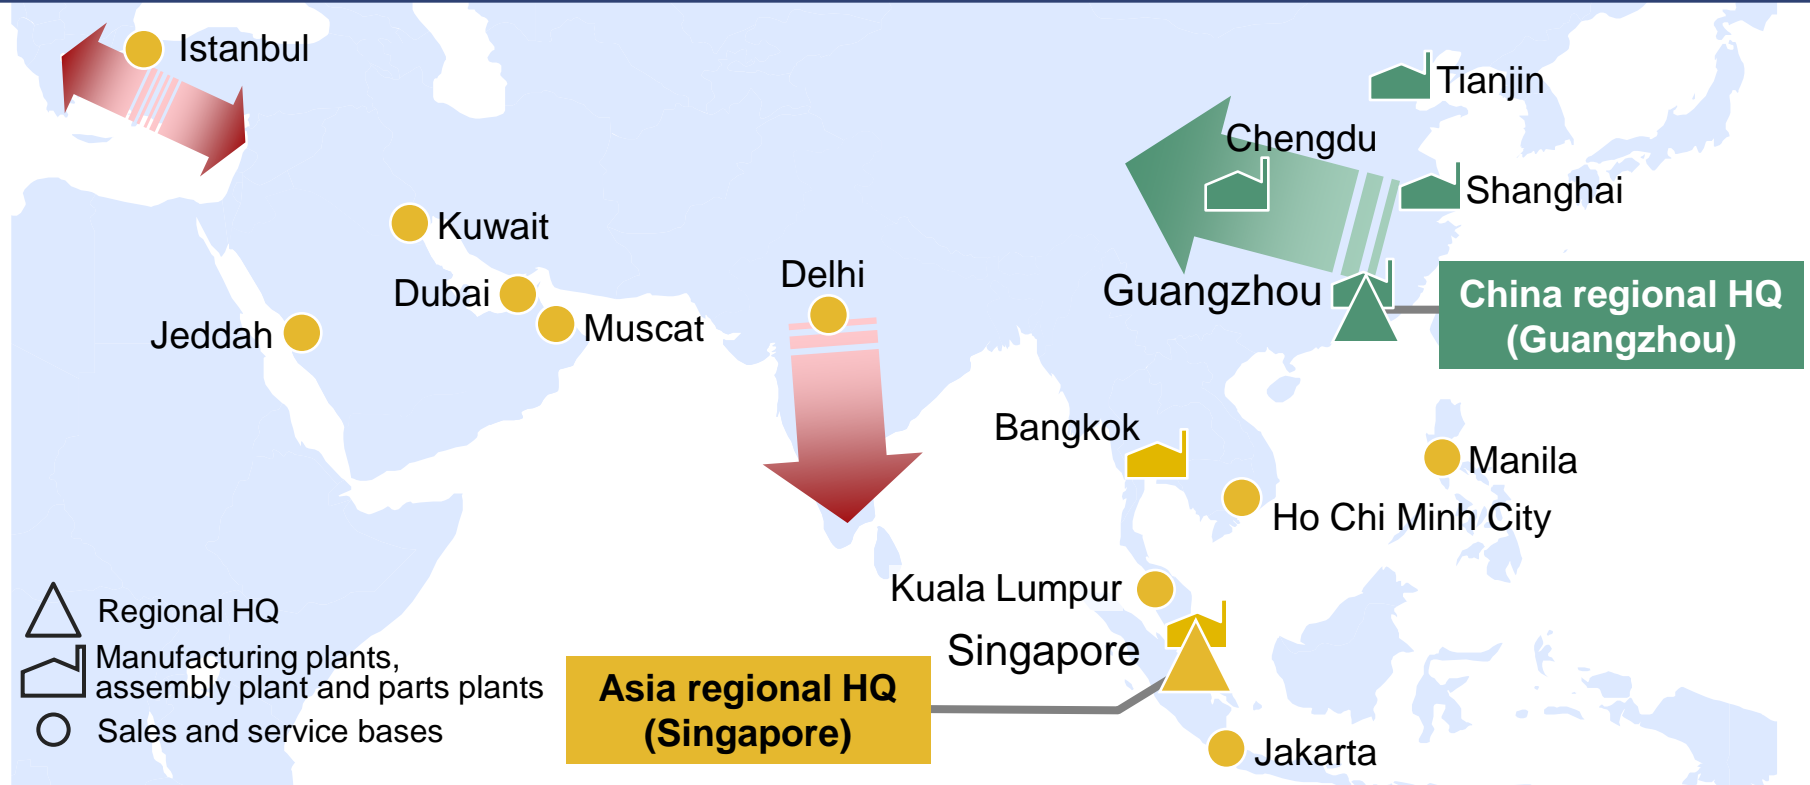 Istanbul
Tianjin
Chengdu
Shanghai
Kuwait
Delhi
Dubai
Guangzhou
China regional HQ
(Guangzhou)
Jeddah
Muscat
Bangkok
Manila
Ho Chi Minh City
Kuala Lumpur
Singapore
Asia regional HQ
(Singapore)
Jakarta
Regional HQ
Manufacturing plants,
assembly plant and parts plants
Sales and service bases